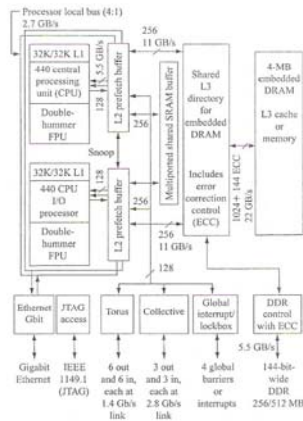 Processor local bus (4:1)
2.7 GB/s
32K/32K L1
440 central
processing
unit (CPU)
Double-
hummer
FPU
5.5 GB/s
128
L2 prefetch buffer
256
11 GB/s
256
Snoop
32K/32K L1
440 CPU
I/O
processor
Double-
hummer
FPU
128
L2 prefetch buffer
256
256
11 GB/s
128
Multiported shared SRAM buffer
Shared
L3
directory for
embedded
DRAM
Includes
error
correction
control
(ECC)
1024+ 144 ECC
22 GB/s
4-MB
embedded
DRAM
L3 cache
or
memory
Ethernet
Gbit
JTAG
access
Torus
Collective
Global
interrupt/
lockbox
DDR
control
with ECC
5.5 GB/s
Gigabit
Ethernet
IEEE
1149.1
(JTAG)
6 out
and 6 in,
each at
1.4 Gb/s
link
3 out
and 3 in,
each at
2.8 Gb/s
link
4 global
barriers or
interrupts
144-bit-
wide
DDR
256/512 MB